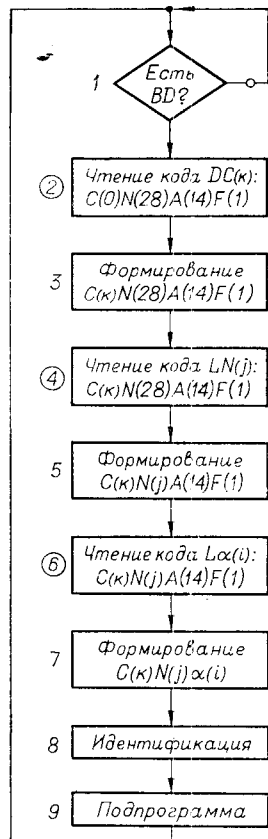 1
Есть
BD?
2
Чтение кода DC(к):
C(0)N(28)A(14)F(1)
3
Формирование
C(к)N(28)A(14)F(1)
4
Чтение кода LN(j):
C(к)N(28)A(14)F(1)
5
Формирование
C(к)N(j)A(14)F(1)
6
Чтение кода Lα(i):
C(к)N(j)A(14)F(1)
7
Формирование
C(к)N(j)α(i)
8
Идентификация
9
Подпрограмма